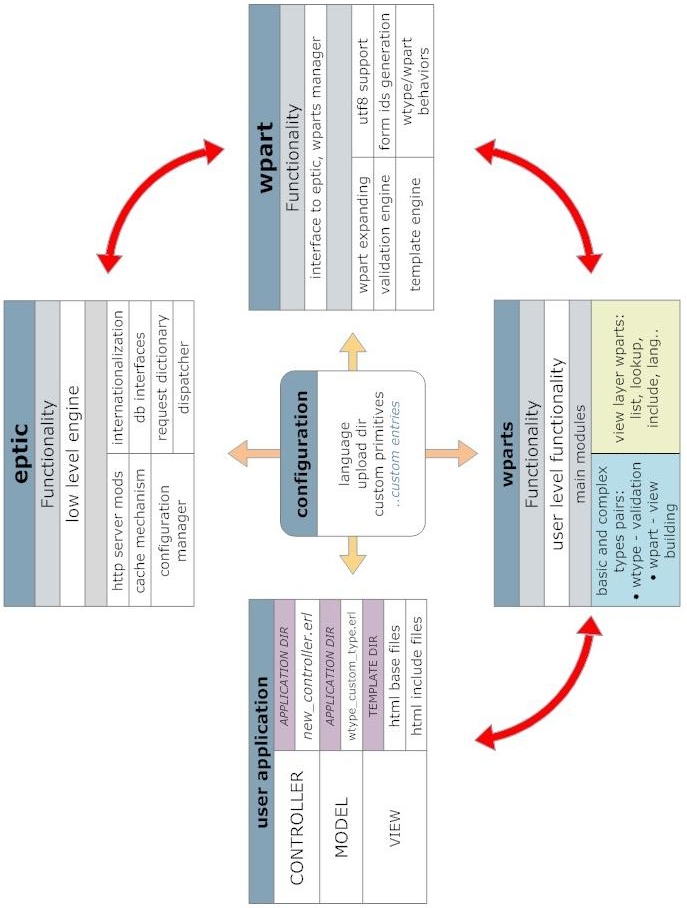 eptic
Functionality
low level engine
http server mods
internationalization
cache mechanism
db interfaces
configuration
manager
request dictionary
dispatcher
user application
CONTROLLER
APPLICATION DIR
new_controller.erl
MODEL
APPLICATION DIR
wtype_custom_type.erl
VIEW
TEMPLATE DIR
html base files
html include files
configuration
language
upload dir
custom primitives
..custom entries
wpart
Functionality
interface to eptic, wparts manager
wpart expanding
utf8 support
validation engine
form ids generation
template engine
wtype/wpart
behaviors
wparts
Functionality
user level functionality
main modules
basic and complex
types pairs:
• wtype - validation
• wpart - view
building
view layer wparts:
list, lookup,
include, lang..